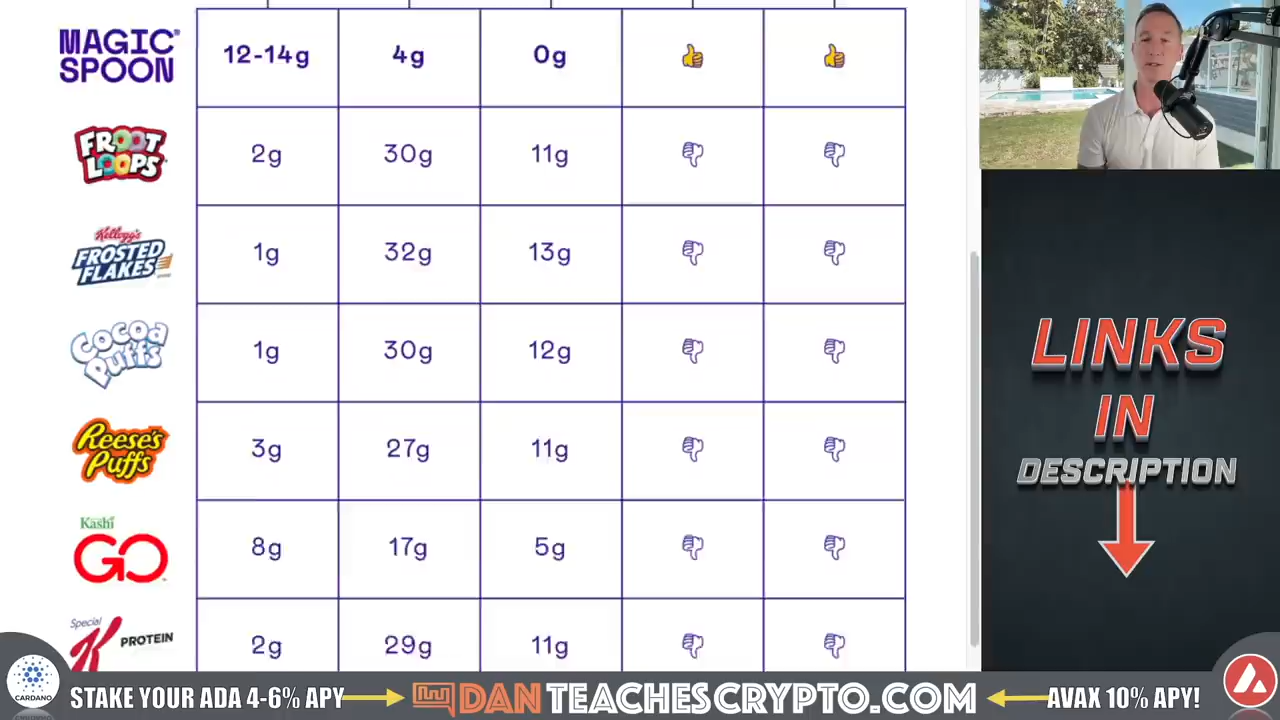 MAGIC
SPOON
12-14g 4g 0g
FROOT
LOOPS
2g 30g 11g
Kellogg's
FROSTED
FLAKES
1g 32g 13g
Cocoa
Puffs
1g 30g 12g
Reese's
Puffs
3g 27g 11g
Kashi
GO
8g 17g 5g
Special
K PROTEIN
2g 29g 11g
LINKS
IN
DESCRIPTION
CARDANO
STAKE YOUR ADA 4-6% APY
DANTEACHESCRYPTO.COM
AVAX 10% APY!